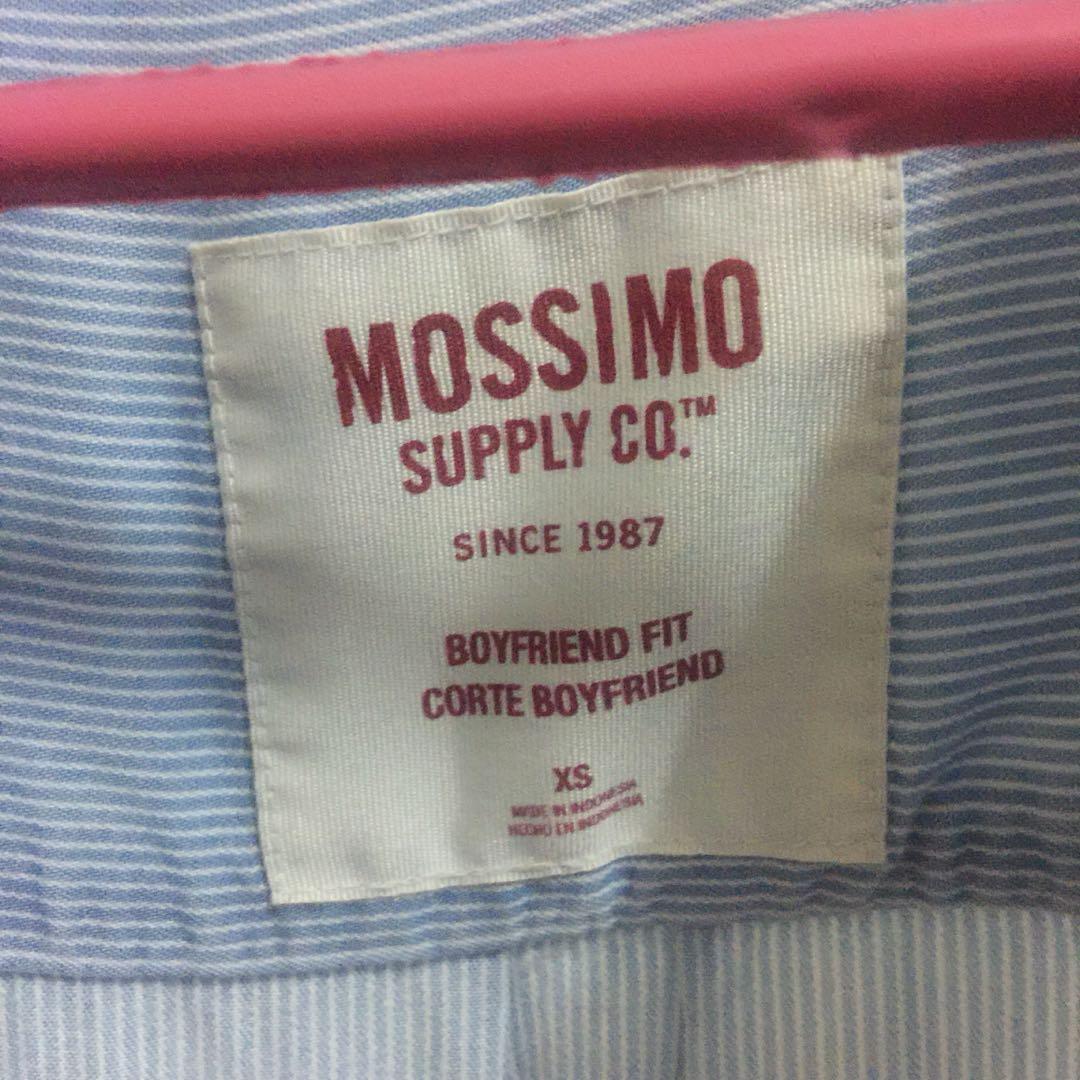 MOSSIMO
SUPPLY CO.™
SINCE 1987
BOYFRIEND FIT
CORTE BOYFRIEND
XS
MADE IN INDONESIA
HECHO EN INDONESIA